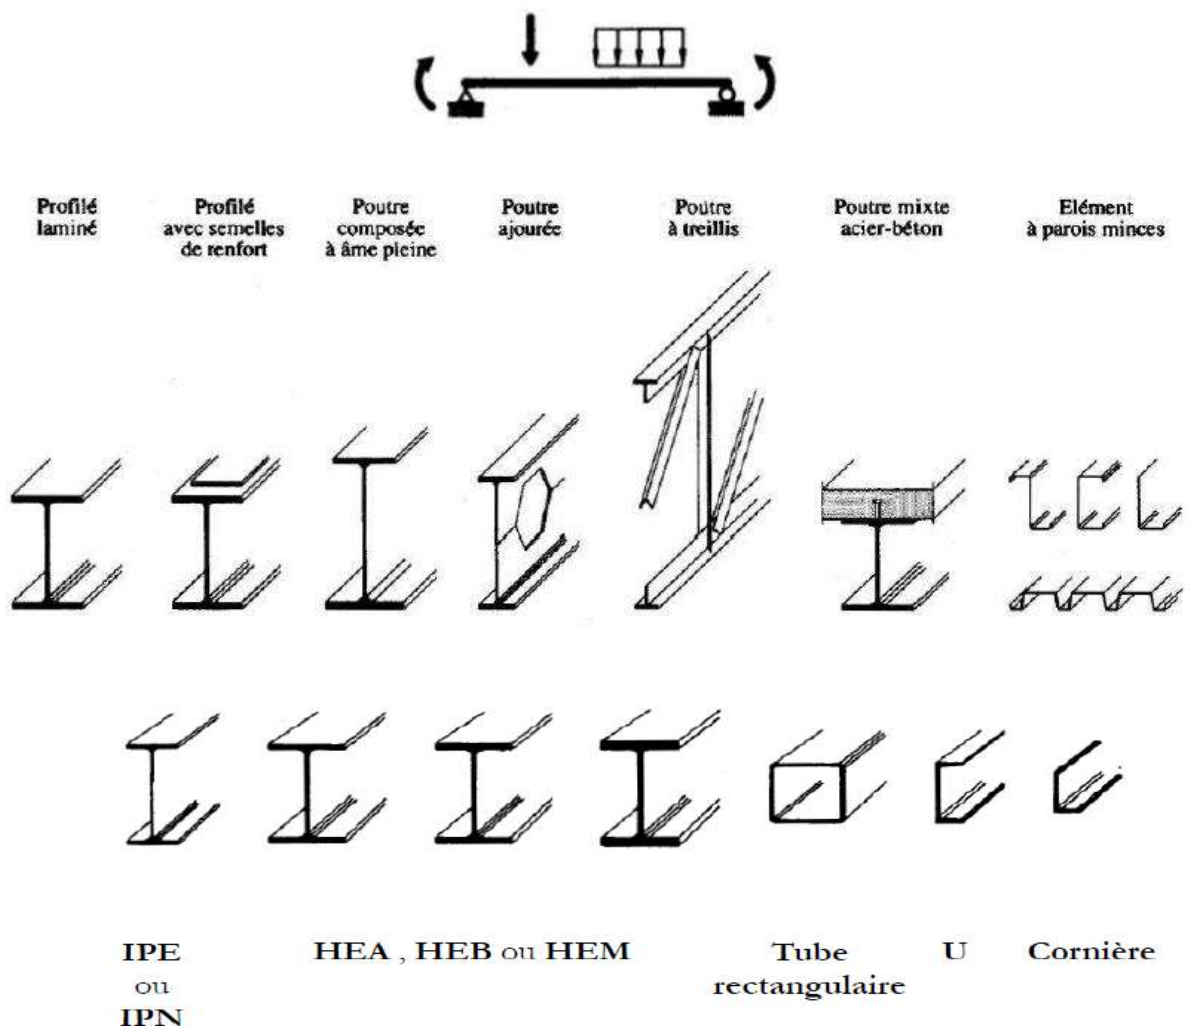 Profilé
laminé
Profilé
avec semelles
de renfort
Poutre
composée
à âme pleine
Poutre
ajourée
Poutre
à treillis
Poutre mixte
acier-béton
Elément
à parois minces
IPE
ou
IPN
HEA , HEB ou HEM
Tube
rectangulaire
U
Cornière